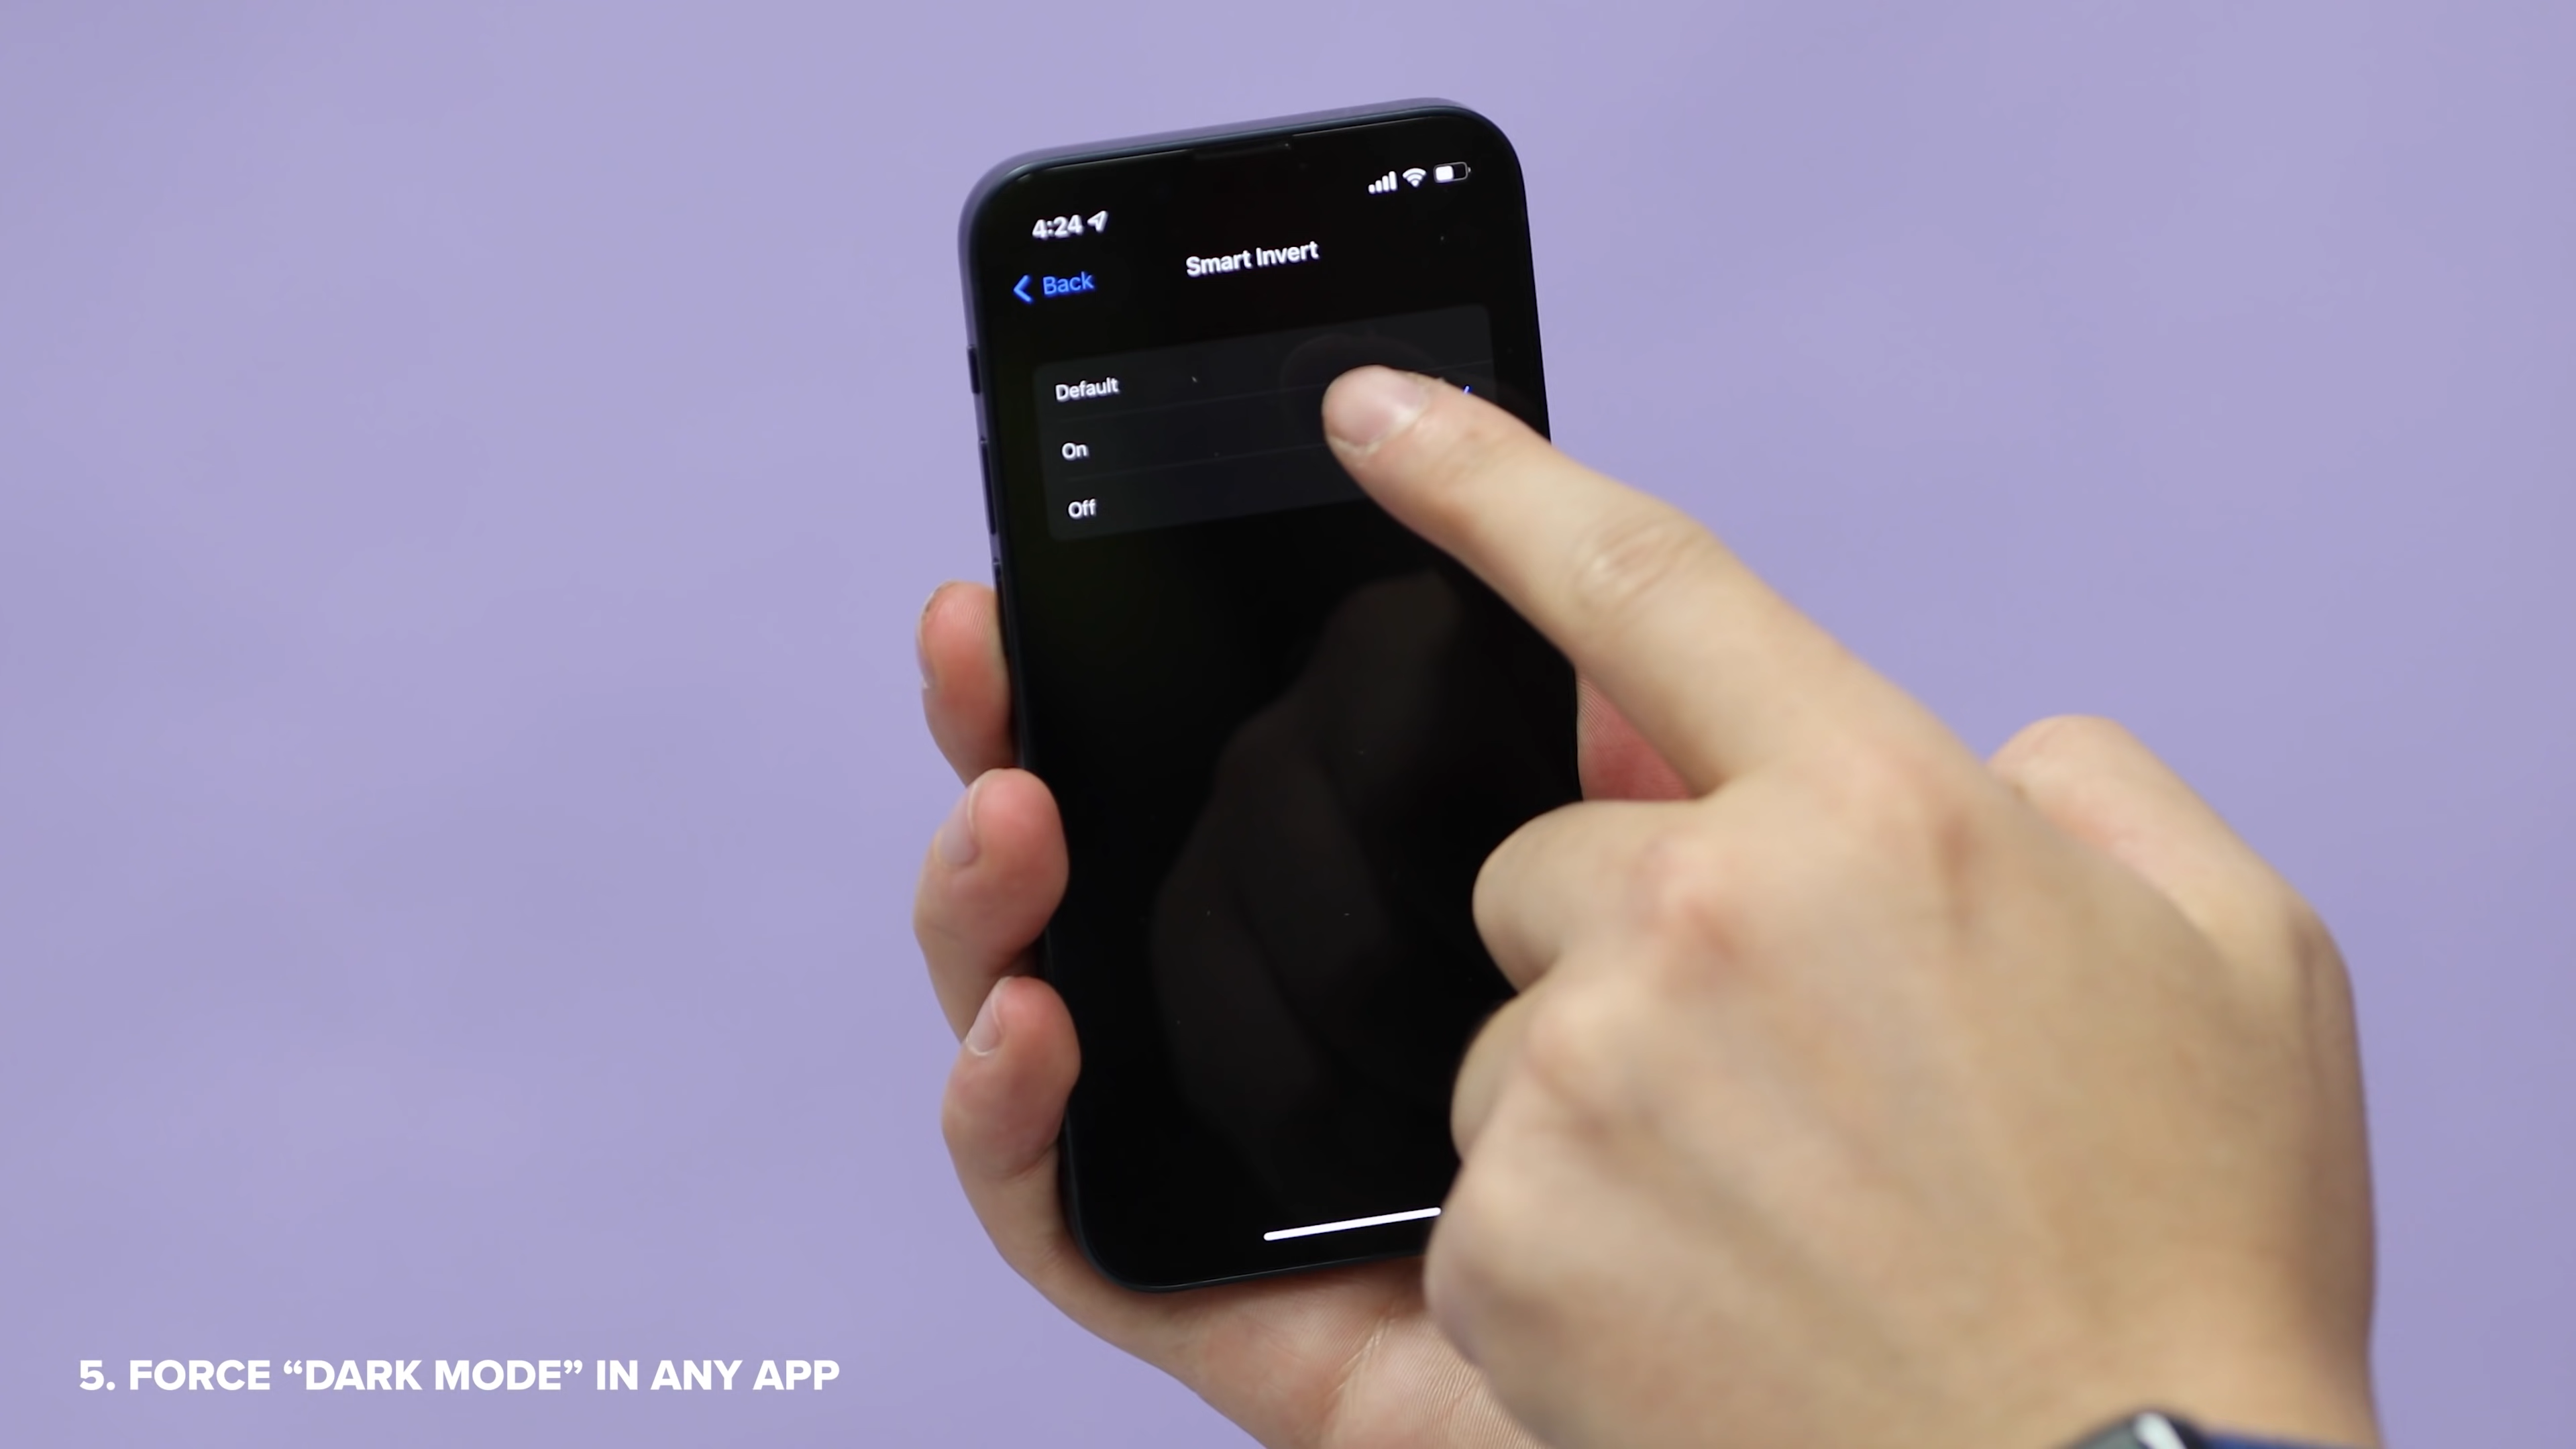 4:24
Smart Invert
Back
Default
On
Off
5. FORCE “DARK MODE” IN ANY APP